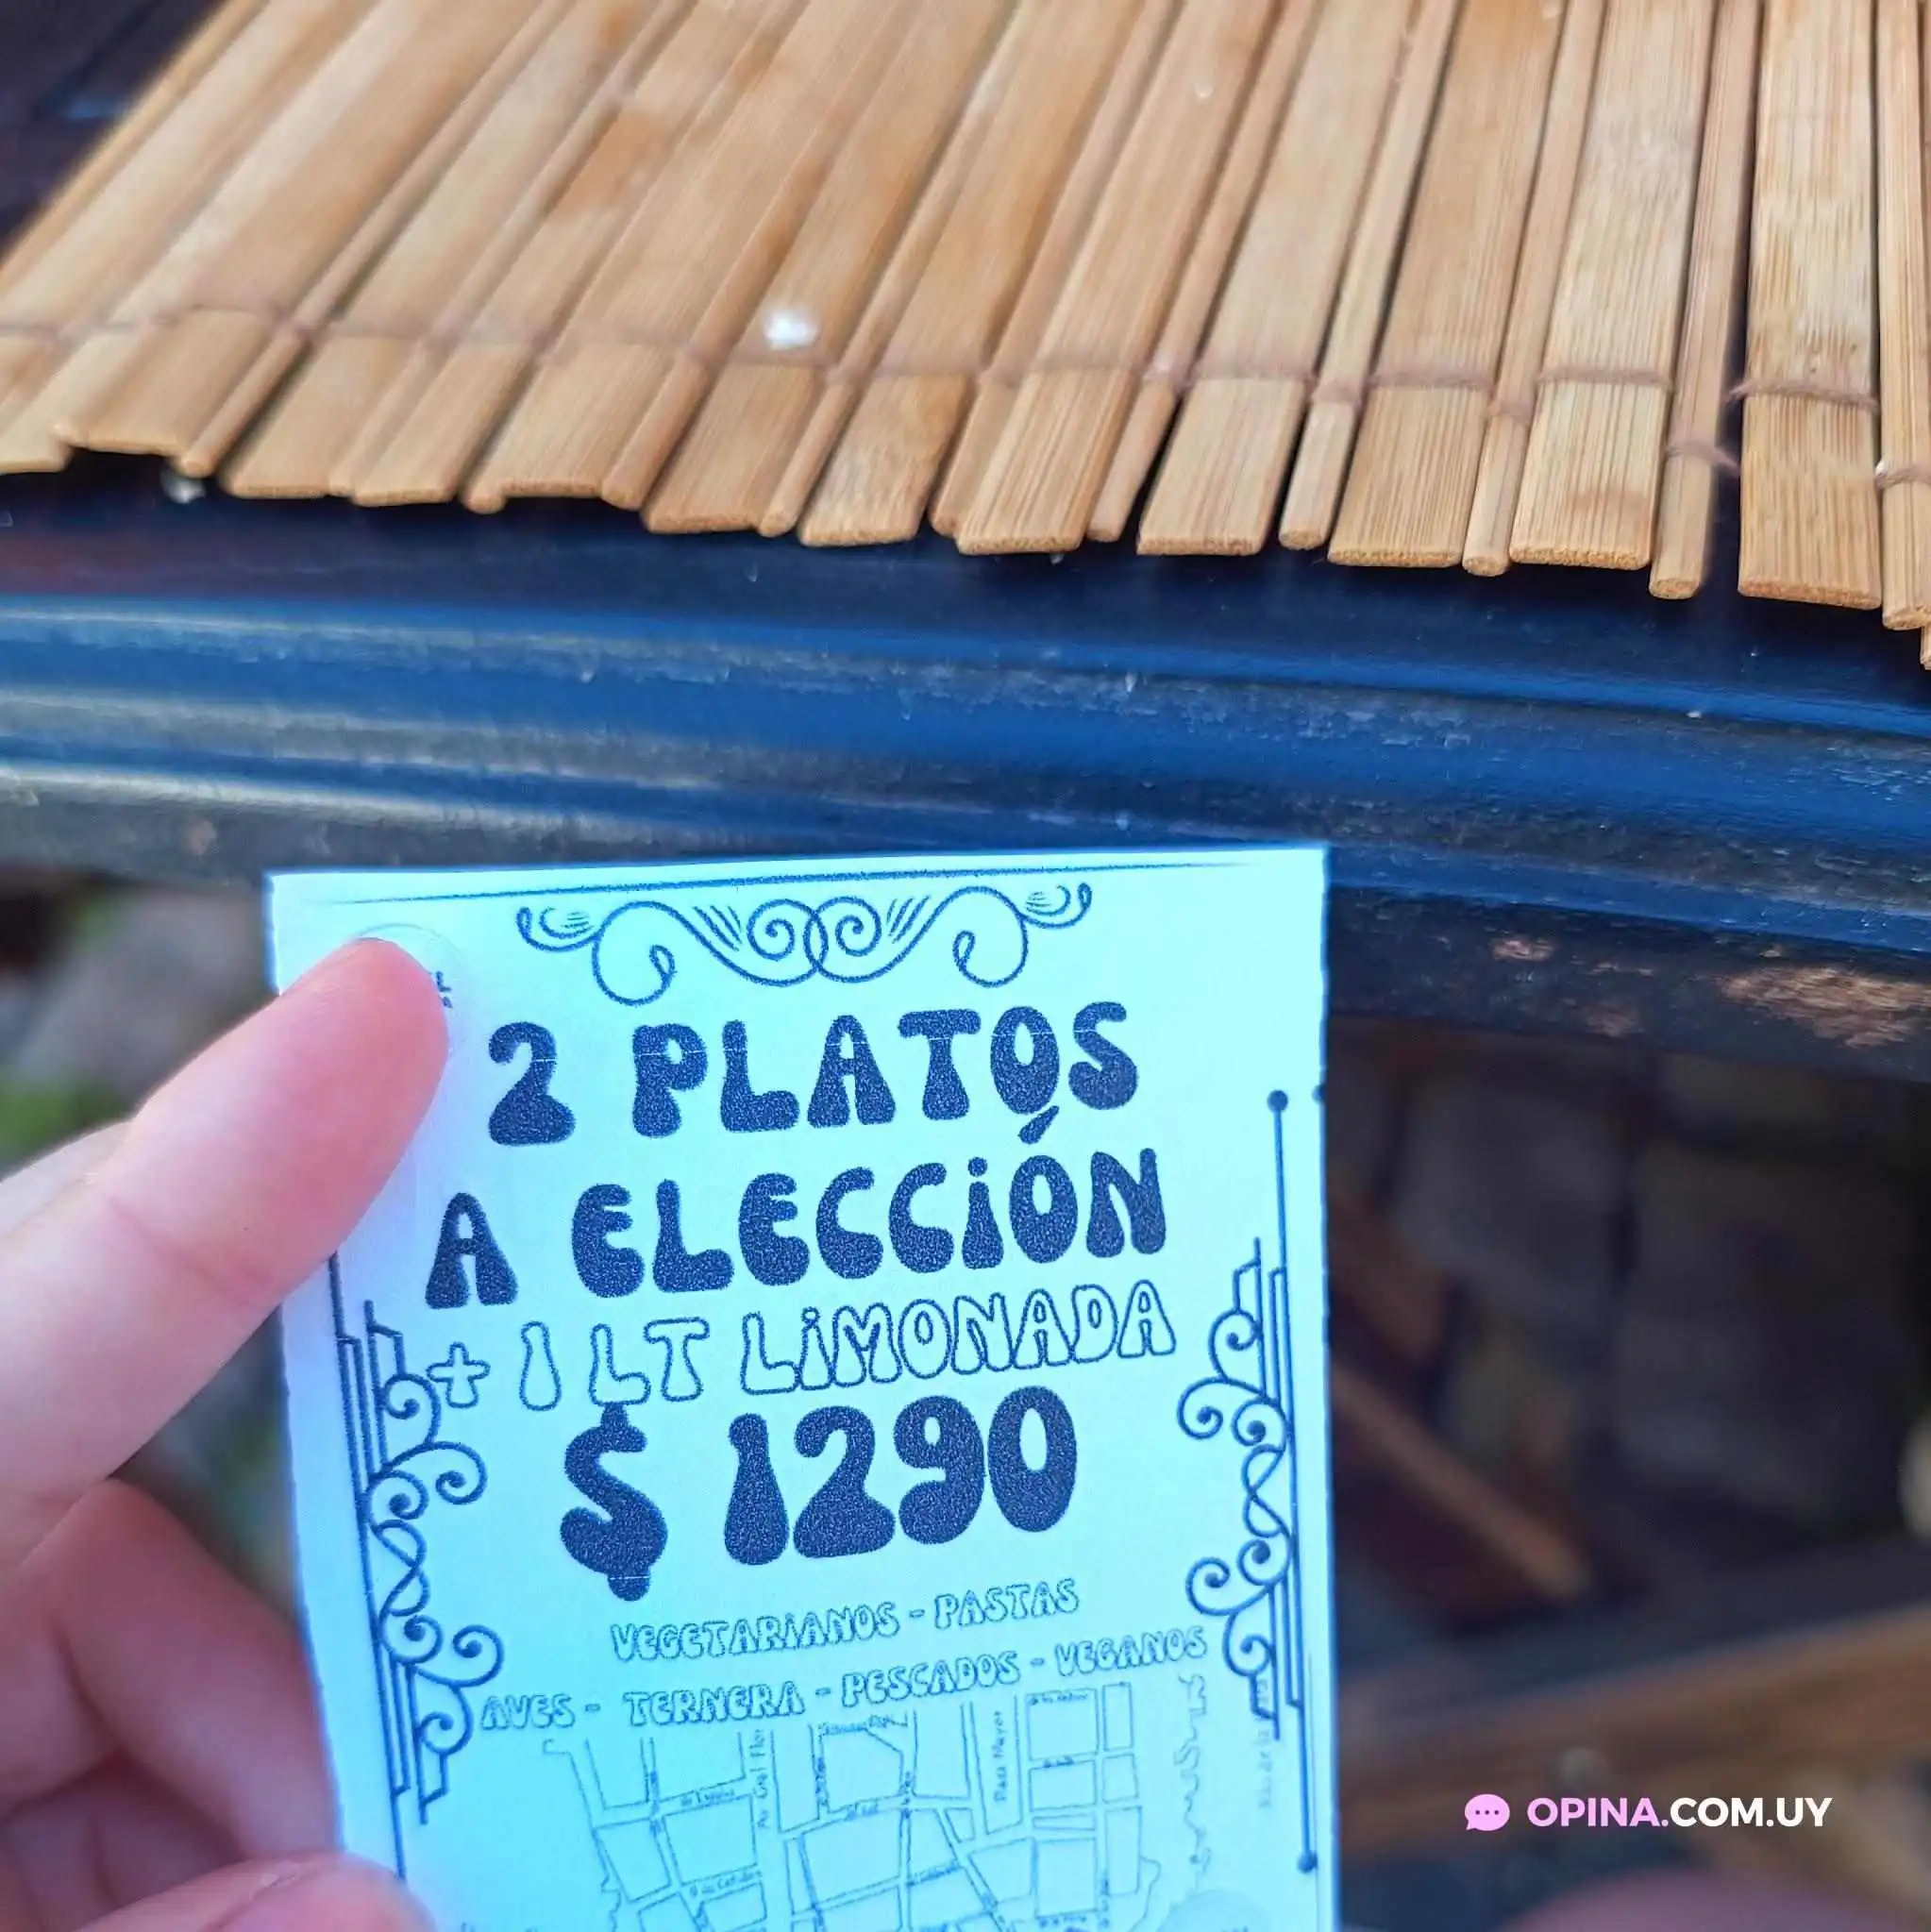 2 PLATOS
A ELECCIÓN
+ 1 LT LIMONADA
$ 1290
VEGETARIANOS - PASTAS
AVES - TERNERA - PESCADOS - VEGANOS
OPINA.COM.UY